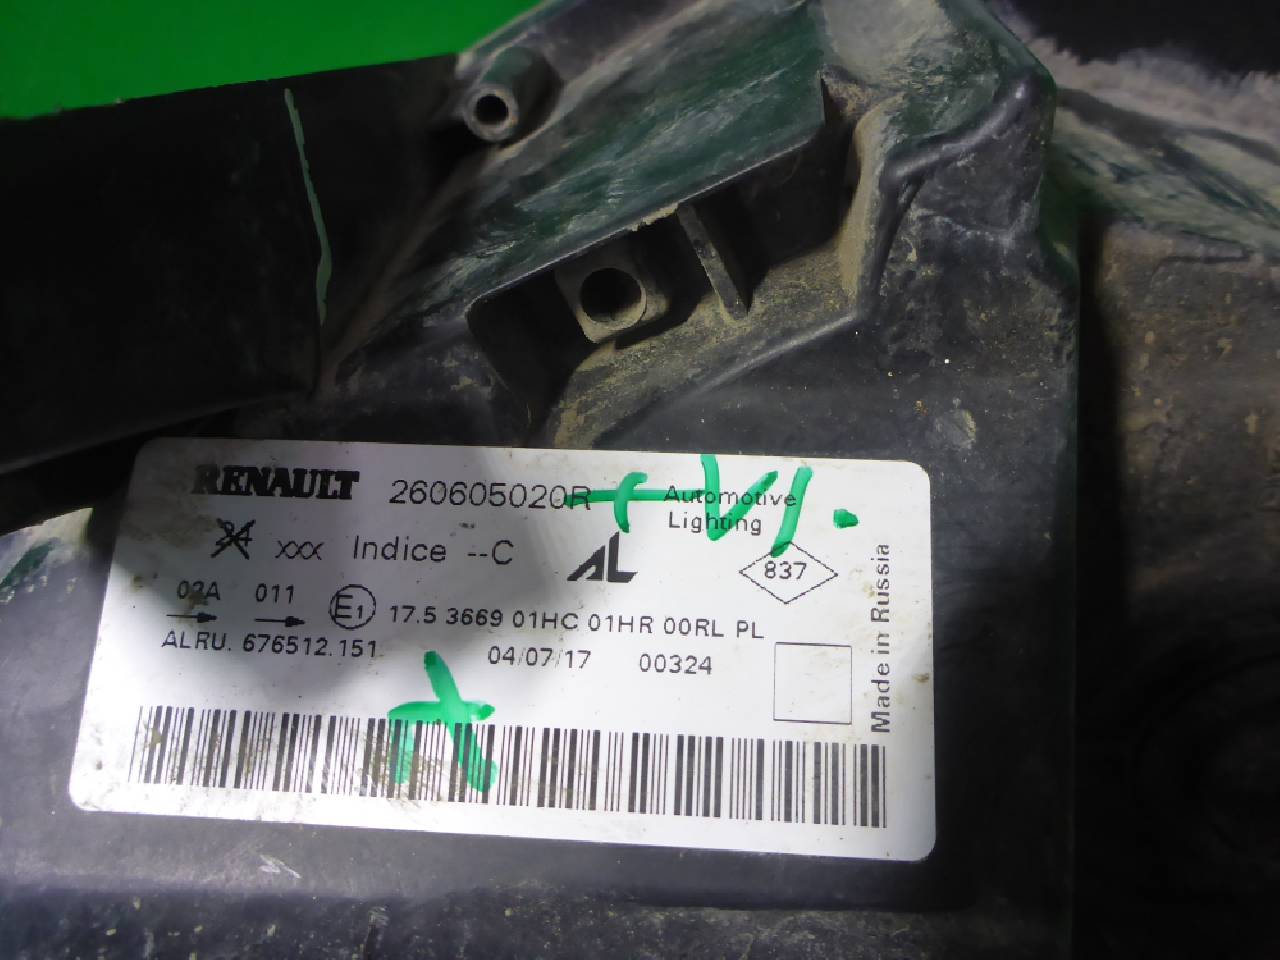 RENAULT 260605020R Automotive
Lighting
XXX Indice --C AL 837
02A 011 E1 17.5 3669 01HC 01HR 00RL PL
ALRU. 676512.151 04/07/17 00324
Made in Russia